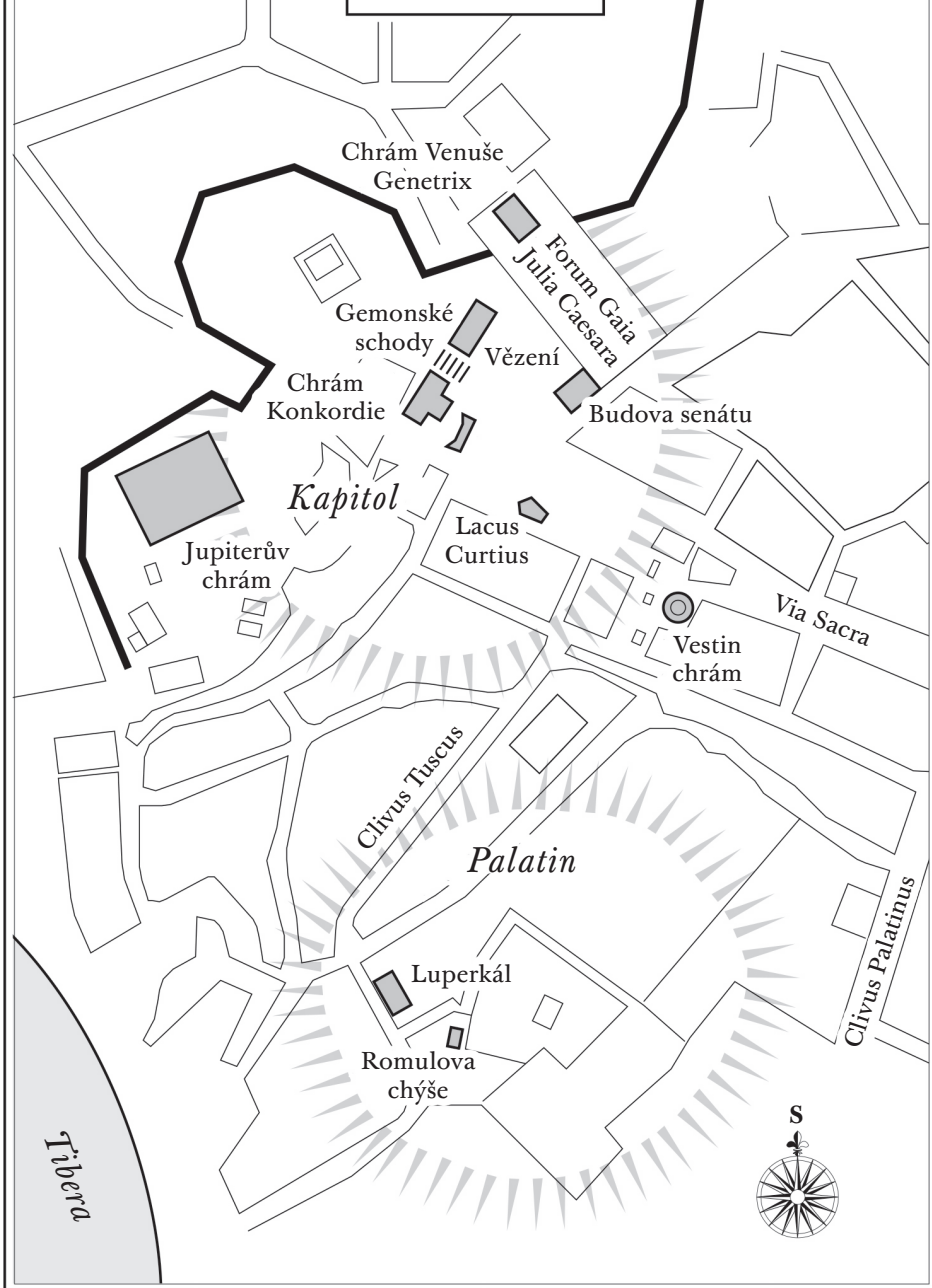 Chrám Venuše
Genetrix
Forum Gaia
Julia Caesara
Gemonské
schody
Vězení
Chrám
Konkordie
Budova senátu
Kapitol
Lacus
Curtius
Jupiterův
chrám
Via Sacra
Vestin
chrám
Clivus Tuscus
Palatin
Clivus Palatinus
Luperkál
Romulova
chýše
S
Tibera